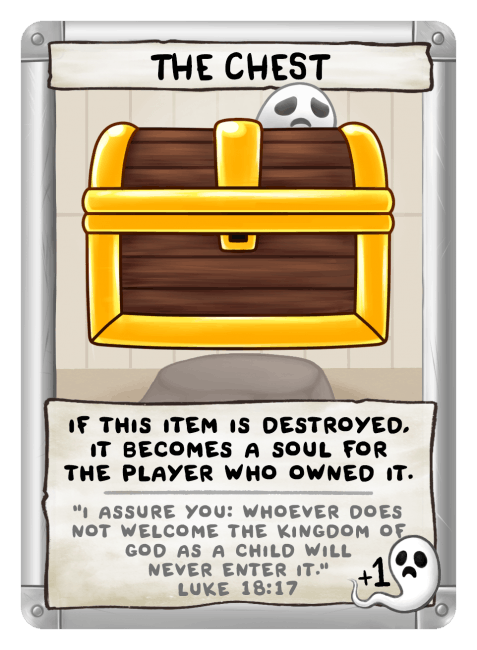 THE CHEST
IF THIS ITEM IS DESTROYED,
IT BECOMES A SOUL FOR
THE PLAYER WHO OWNED IT.
"I ASSURE YOU: WHOEVER DOES
NOT WELCOME THE KINGDOM OF
GOD AS A CHILD WILL
NEVER ENTER IT."
LUKE 18:17
+1